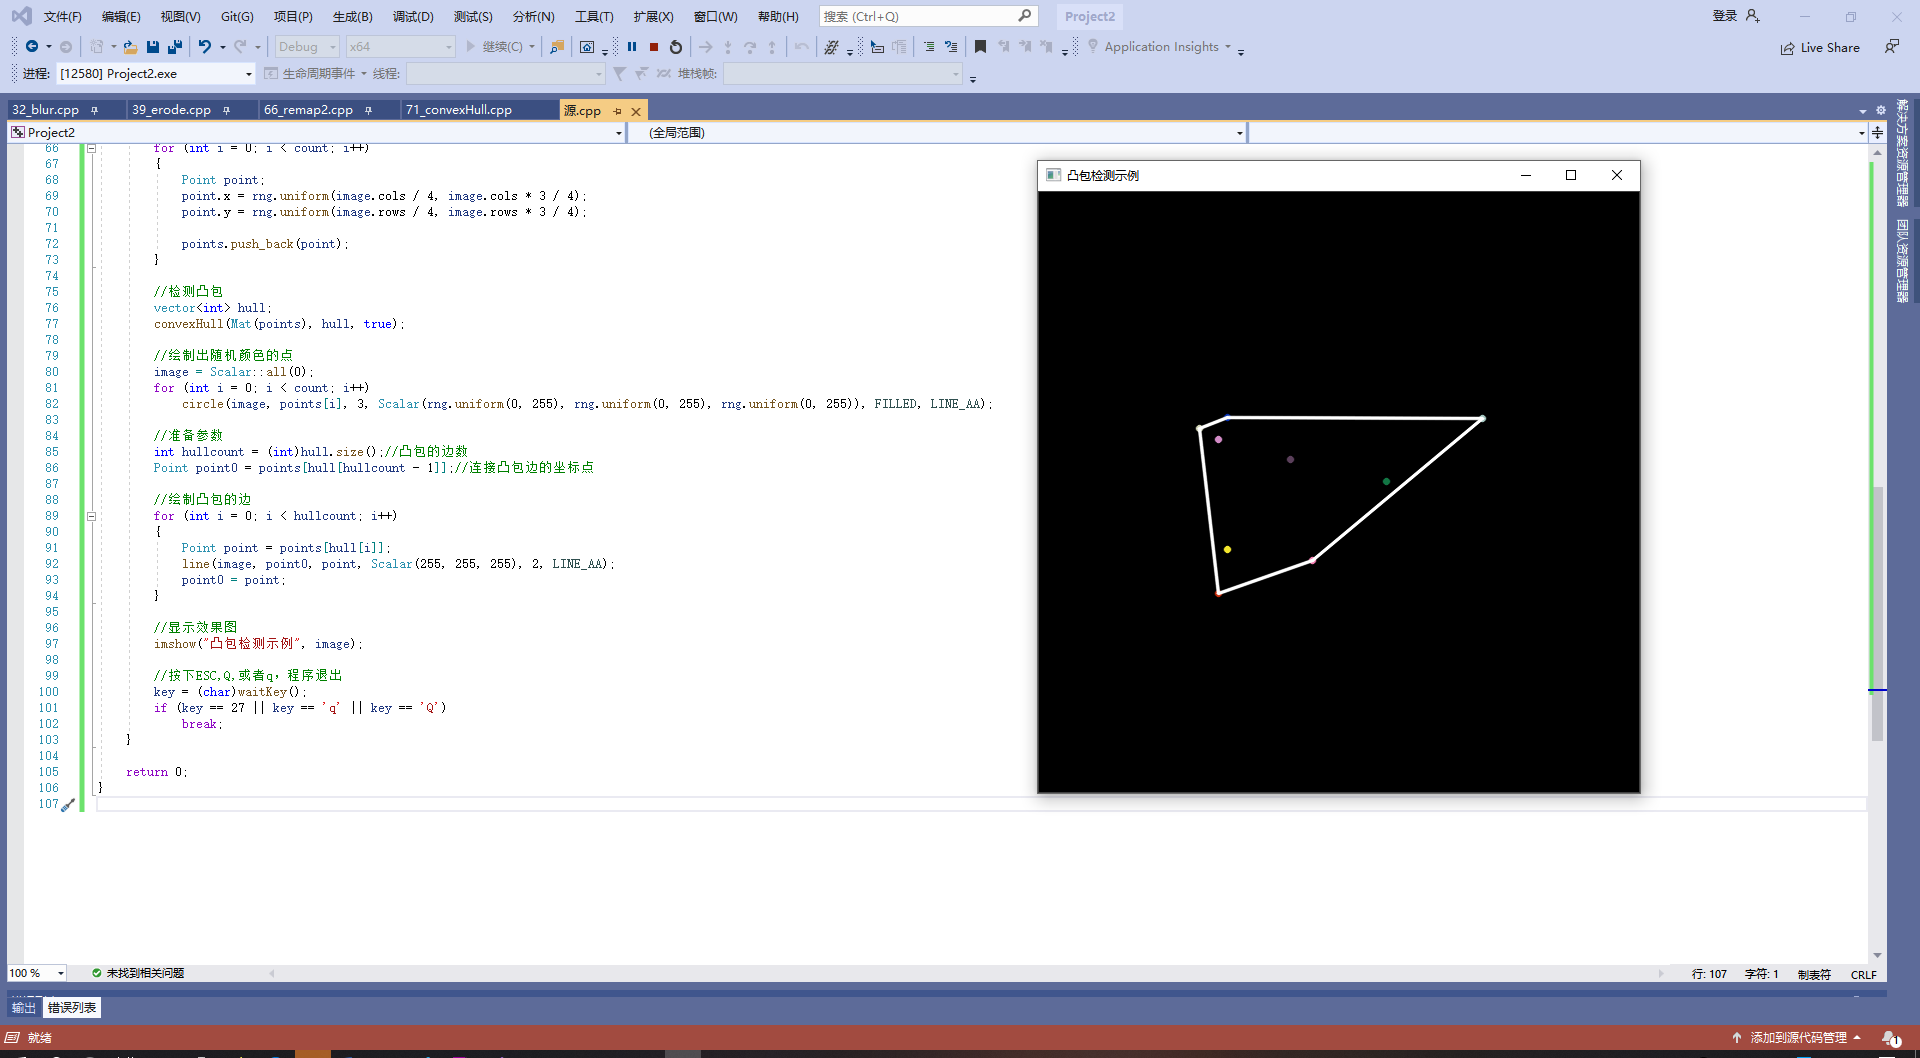 文件(F) 编辑(E) 视图(V) Git(G) 项目(P) 生成(B) 调试(D) 测试(S) 分析(N) 工具(T) 扩展(X) 窗口(W) 帮助(H) 搜索 (Ctrl+Q) Project2 登录
Debug x64 继续(C) Application Insights Live Share
进程: [12580] Project2.exe 生命周期事件 线程: 堆栈帧:
32_blur.cpp 39_erode.cpp 66_remap2.cpp 71_convexHull.cpp 源.cpp
Project2 (全局范围)
66 for (int i = 0; i < count; i++)
67 {
68 Point point;
69 point.x = rng.uniform(image.cols / 4, image.cols * 3 / 4);
70 point.y = rng.uniform(image.rows / 4, image.rows * 3 / 4);
71
72 points.push_back(point);
73 }
74
75 //检测凸包
76 vector<int> hull;
77 convexHull(Mat(points), hull, true);
78
79 //绘制出随机颜色的点
80 image = Scalar::all(0);
81 for (int i = 0; i < count; i++)
82 circle(image, points[i], 3, Scalar(rng.uniform(0, 255), rng.uniform(0, 255), rng.uniform(0, 255)), FILLED, LINE_AA);
83
84 //准备参数
85 int hullcount = (int)hull.size();//凸包的边数
86 Point point0 = points[hull[hullcount - 1]];//连接凸包边的坐标点
87
88 //绘制凸包的边
89 for (int i = 0; i < hullcount; i++)
90 {
91 Point point = points[hull[i]];
92 line(image, point0, point, Scalar(255, 255, 255), 2, LINE_AA);
93 point0 = point;
94 }
95
96 //显示效果图
97 imshow("凸包检测示例", image);
98
99 //按下ESC,Q,或者q，程序退出
100 key = (char)waitKey();
101 if (key == 27 || key == 'q' || key == 'Q')
102 break;
103 }
104
105 return 0;
106 }
107
凸包检测示例
解决方案资源管理器
团队资源管理器
100 % 未找到相关问题 行: 107 字符: 1 制表符 CRLF
输出 错误列表
就绪 添加到源代码管理 1